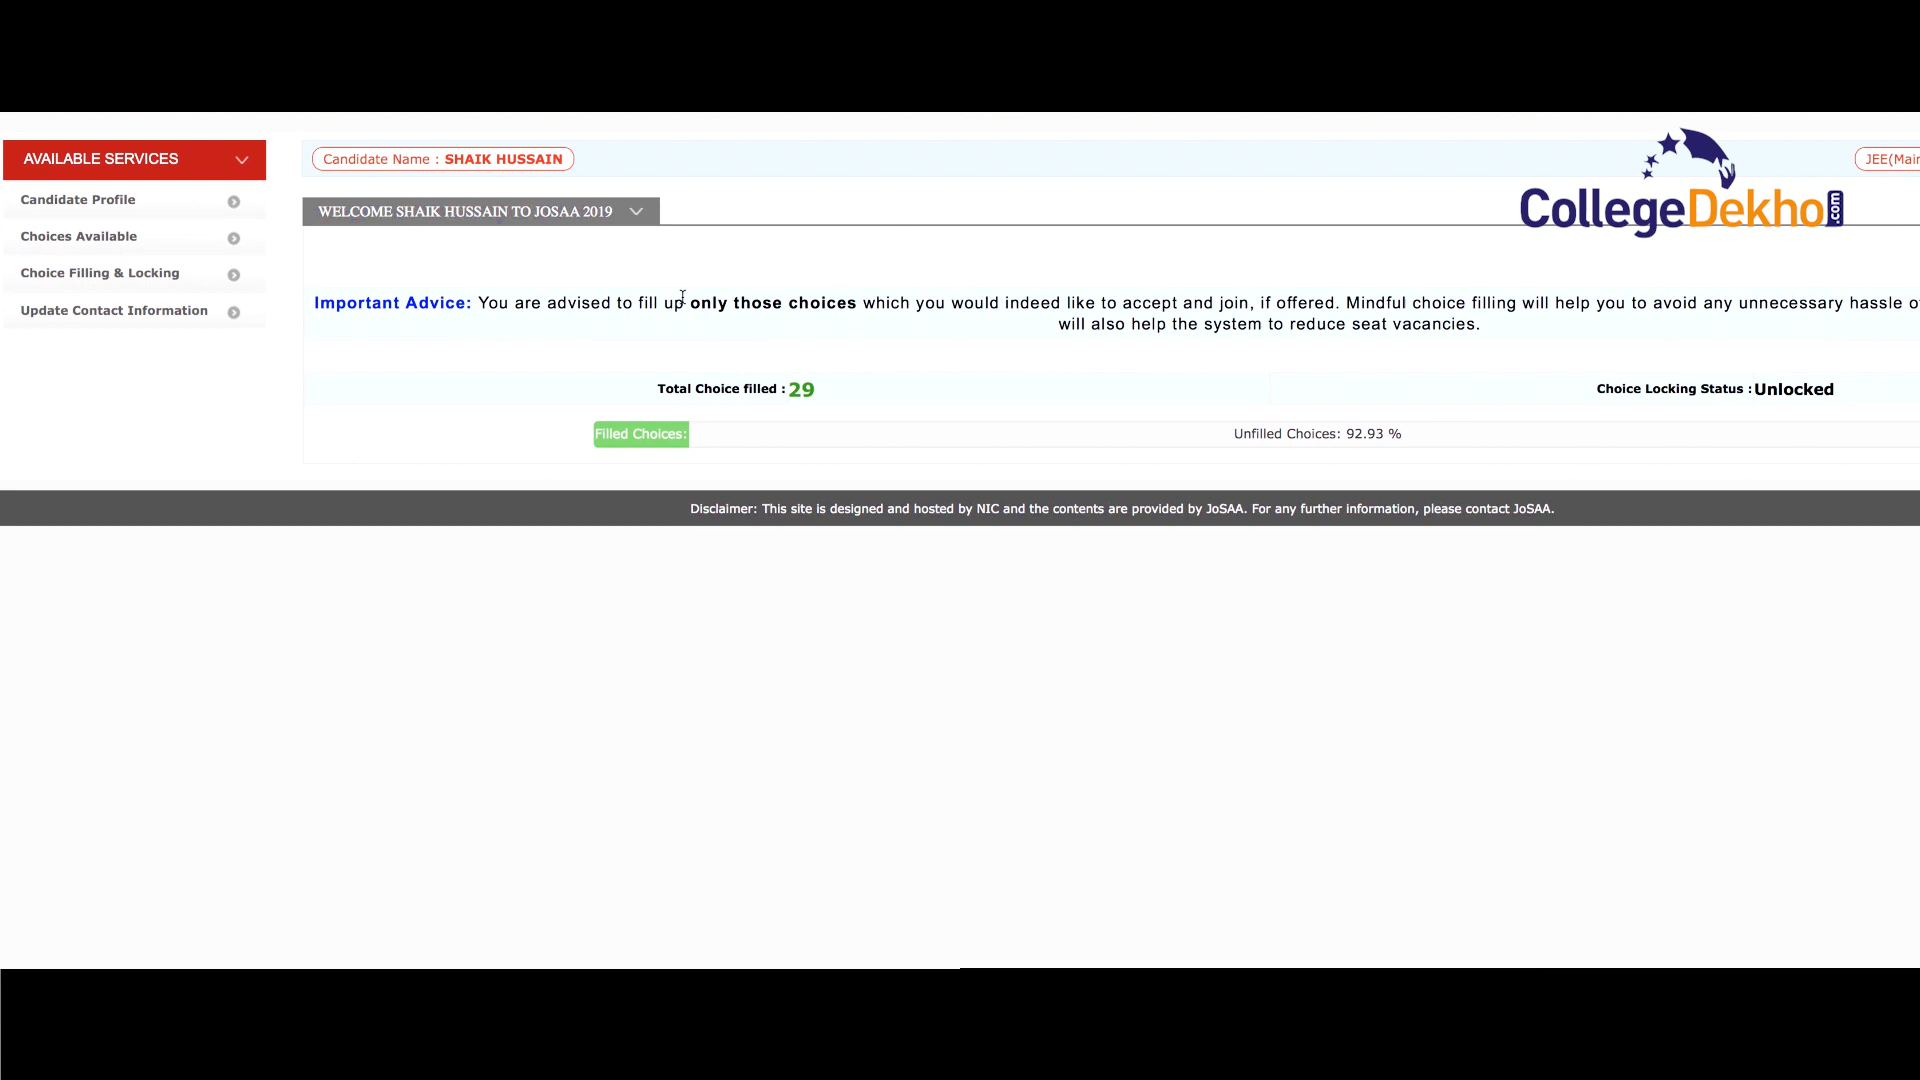 AVAILABLE SERVICES
Candidate Profile
Choices Available
Choice Filling & Locking
Update Contact Information
Candidate Name : SHAIK HUSSAIN
JEE(Main
CollegeDekho.com
WELCOME SHAIK HUSSAIN TO JOSAA 2019
Important Advice: You are advised to fill up only those choices which you would indeed like to accept and join, if offered. Mindful choice filling will help you to avoid any unnecessary hassle o
will also help the system to reduce seat vacancies.
Total Choice filled : 29
Choice Locking Status : Unlocked
Filled Choices:
Unfilled Choices: 92.93 %
Disclaimer: This site is designed and hosted by NIC and the contents are provided by JoSAA. For any further information, please contact JoSAA.